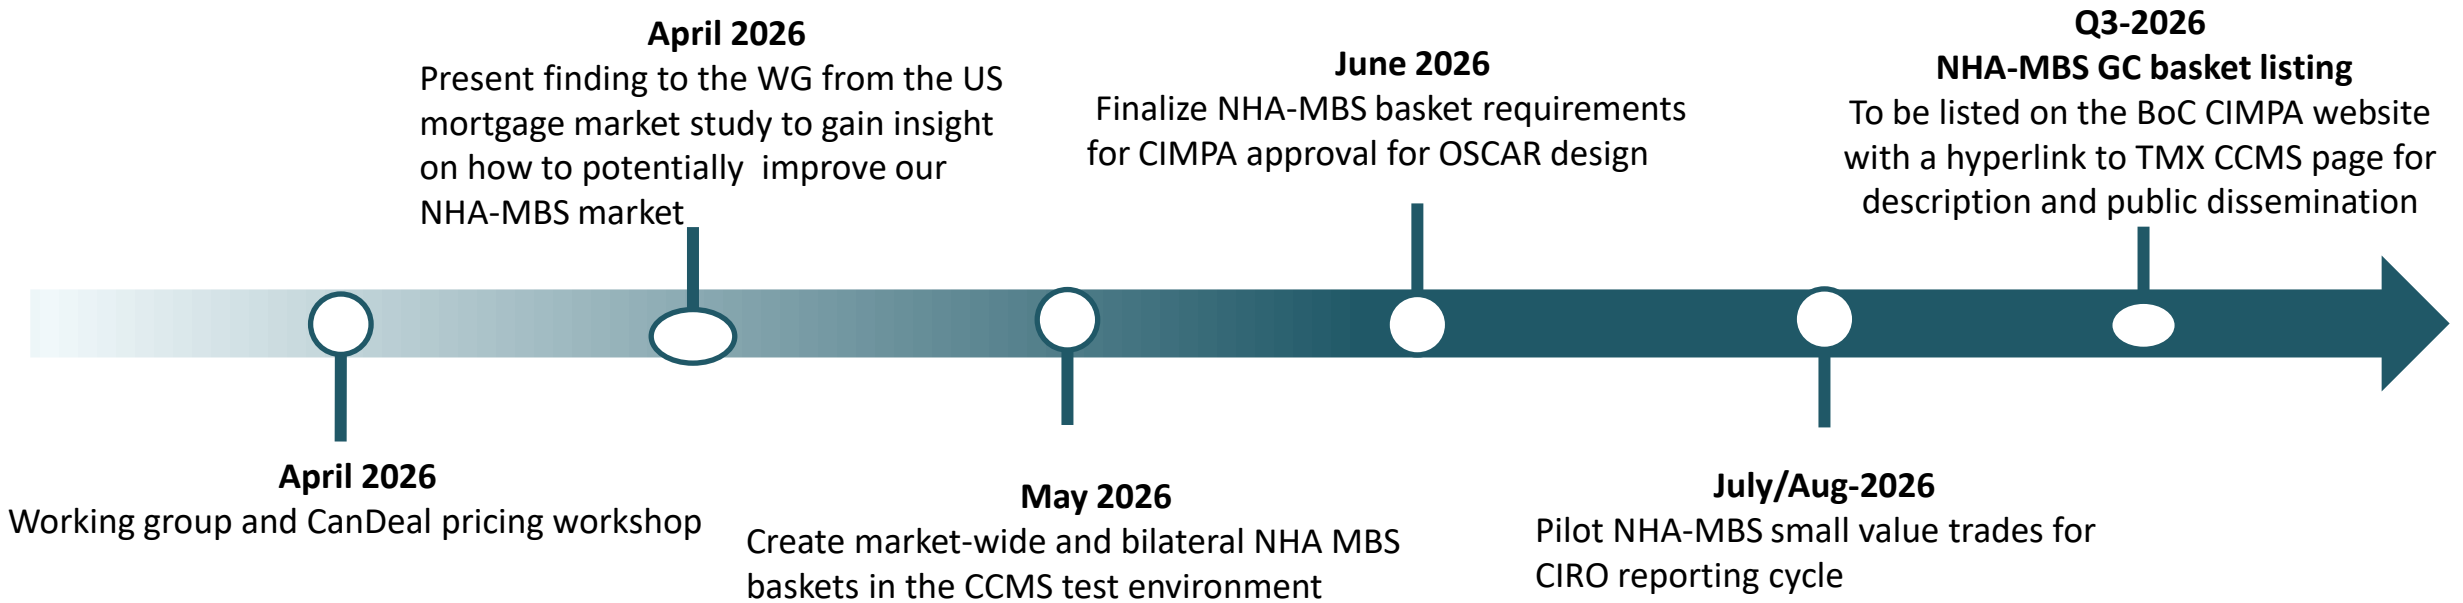 April 2026
Present finding to the WG from the US
mortgage market study to gain insight
on how to potentially  improve our
NHA-MBS market
June 2026
Finalize NHA-MBS basket requirements
for CIMPA approval for OSCAR design
Q3-2026
NHA-MBS GC basket listing
To be listed on the BoC CIMPA website
with a hyperlink to TMX CCMS page for
description and public dissemination
April 2026
Working group and CanDeal pricing workshop
May 2026
Create market-wide and bilateral NHA MBS
baskets in the CCMS test environment
July/Aug-2026
Pilot NHA-MBS small value trades for
CIRO reporting cycle